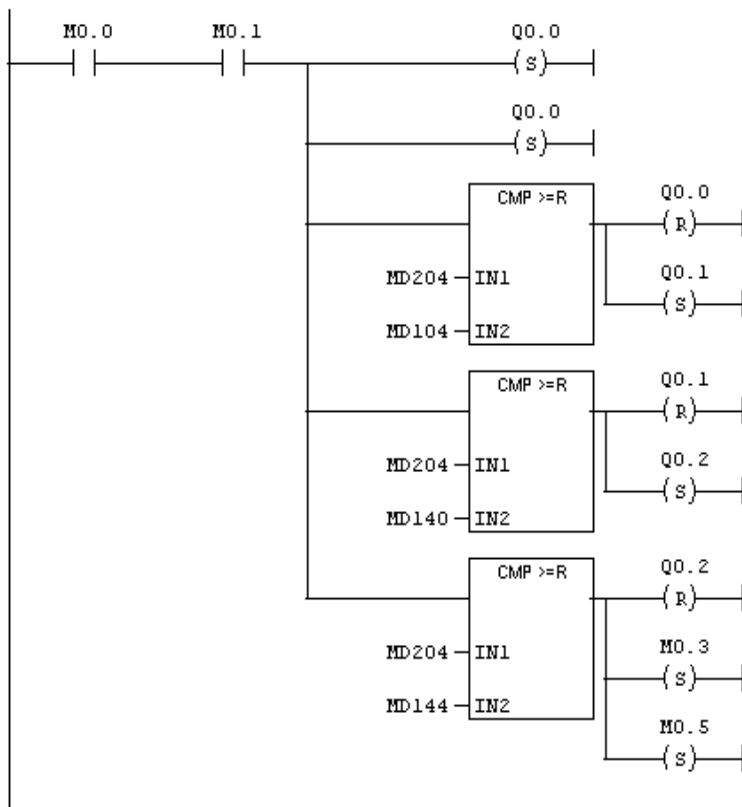 M0.0 M0.1 Q0.0
(S)
Q0.0
(S)
CMP >=R Q0.0
(R)
Q0.1
MD204 IN1 (S)
MD104 IN2
CMP >=R Q0.1
(R)
Q0.2
MD204 IN1 (S)
MD140 IN2
CMP >=R Q0.2
(R)
MD204 IN1 M0.3
(S)
MD144 IN2 M0.5
(S)